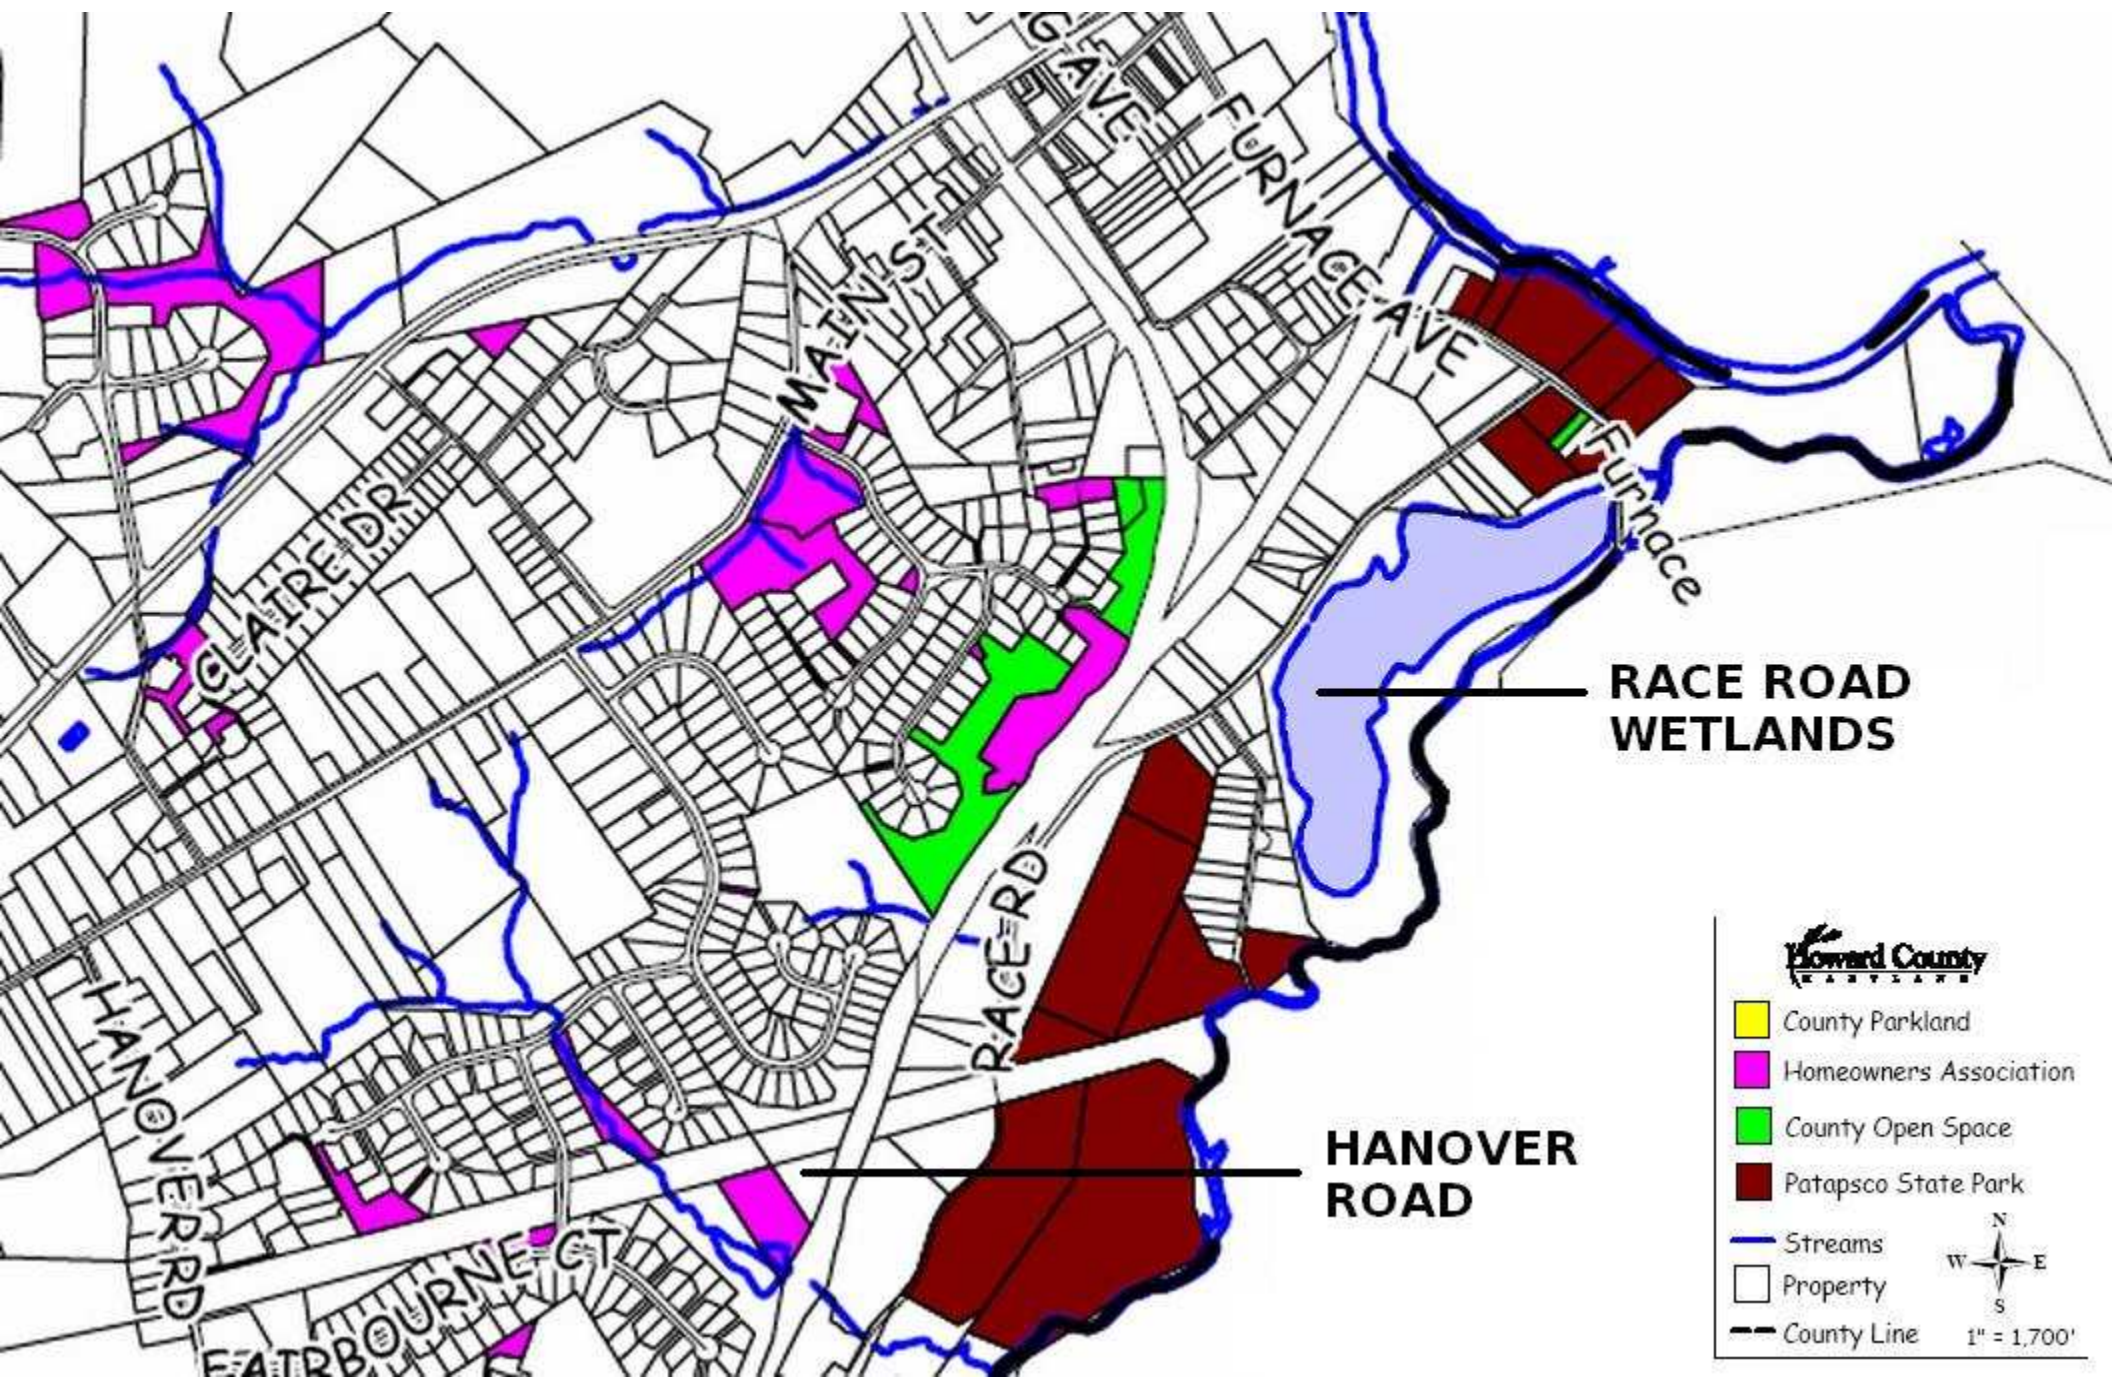 G AVE
FURNACE AVE
MAIN ST
Furnace
CLAIRE DR
RACE ROAD
WETLANDS
RACE RD
HANOVER RD
HANOVER
ROAD
FAIRBOURNE CT
Howard County
MARYLAND
County Parkland
Homeowners Association
County Open Space
Patapsco State Park
Streams
Property
County Line
N
W E
S
1" = 1,700'